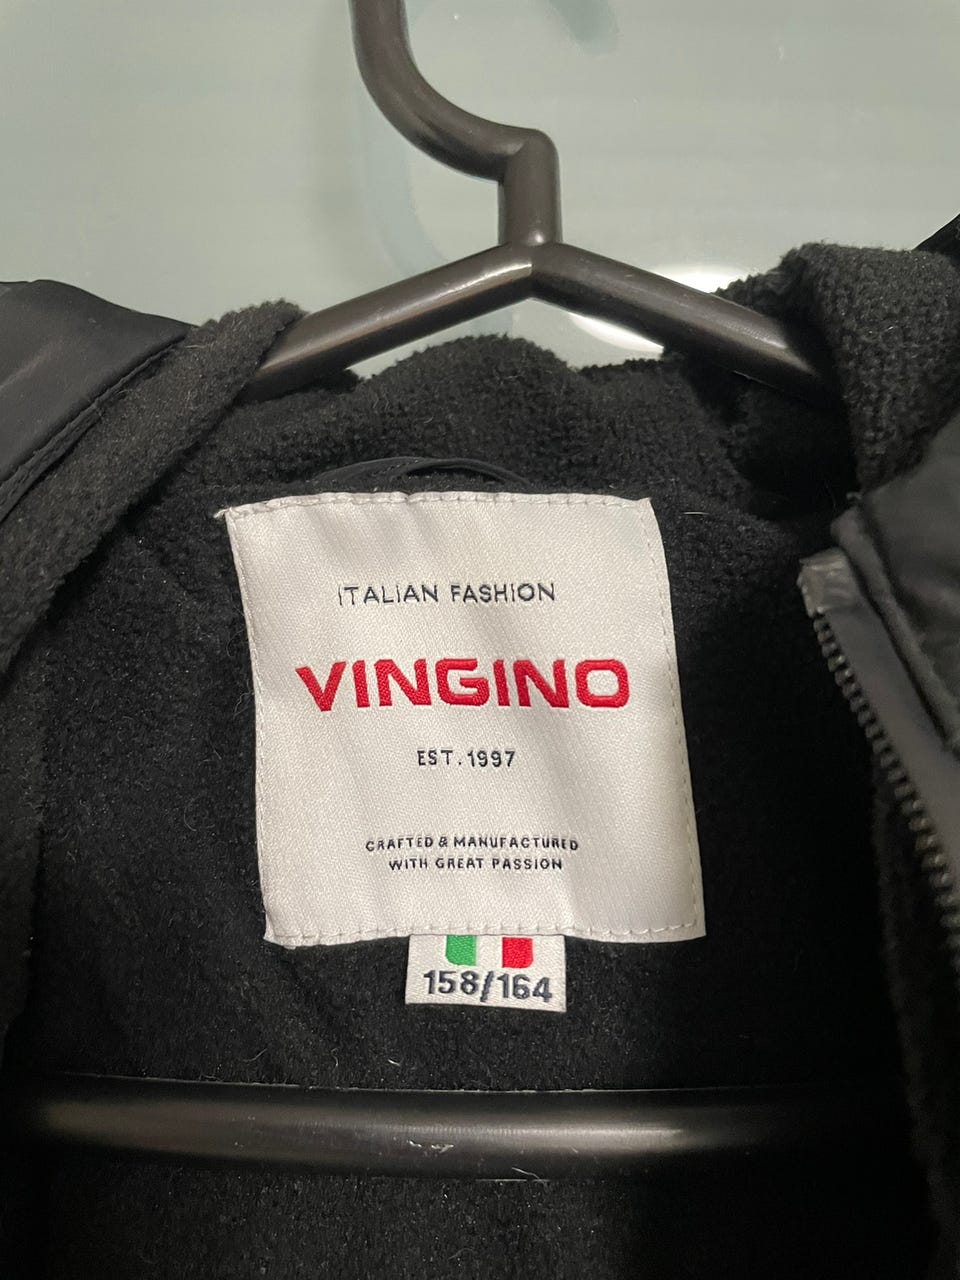 ITALIAN FASHION
VINGINO
EST. 1997
CRAFTED & MANUFACTURED
WITH GREAT PASSION
158/164